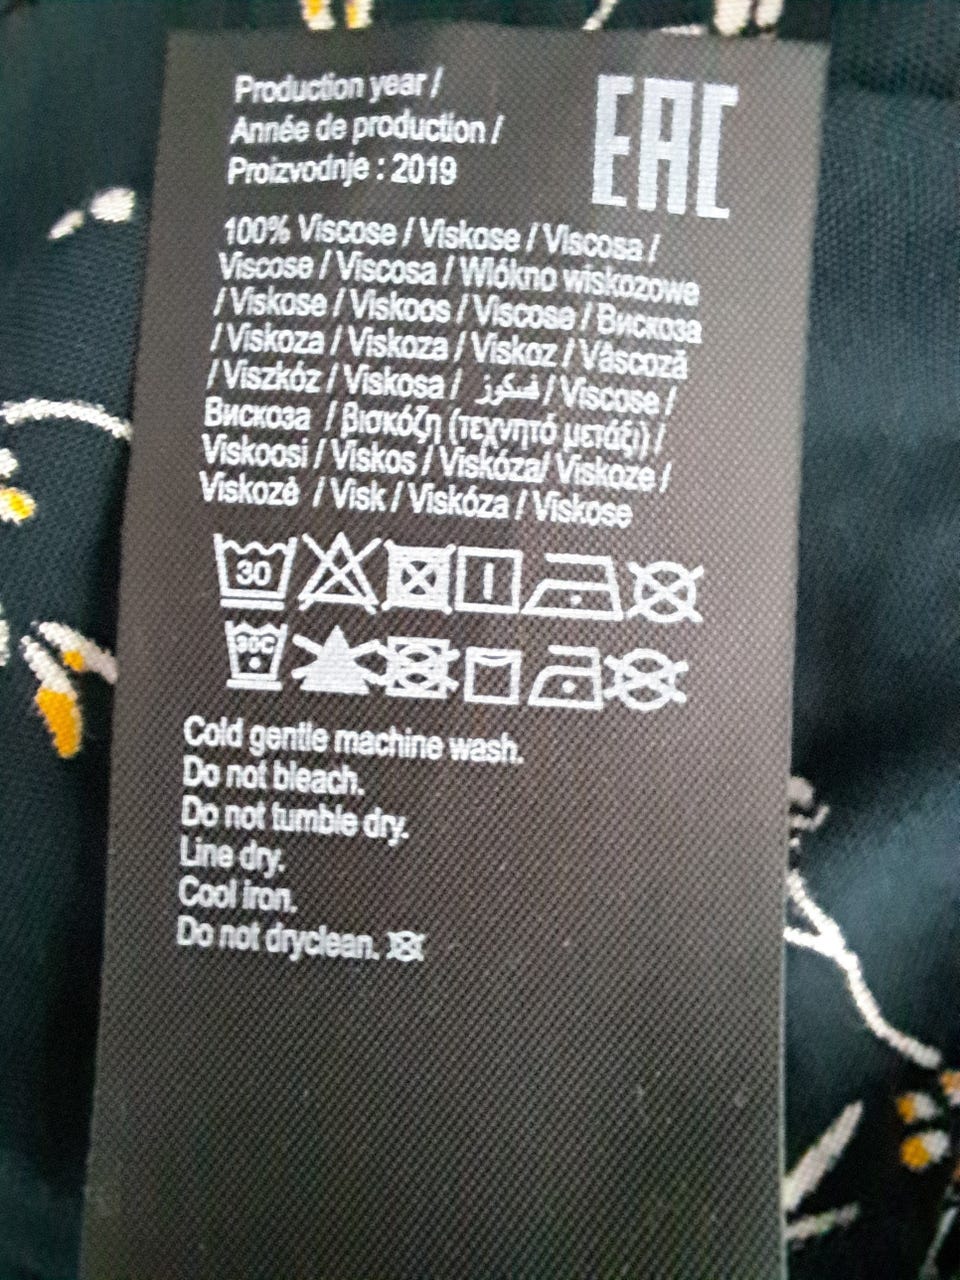 Production year /
Année de production /
Proizvodnje : 2019
EAC
100% Viscose / Viskose / Viscosa /
Viscose / Viscosa / Wlókno wiskozowe
/ Viskose / Viskoos / Viscose / Вискоза
/ Viskoza / Viskoza / Viskoz / Vâscoză
/ Viszkóz / Viskosa / فسكوز / Viscose /
Вискоза / βισκόζη (τεχνητό μετάξι) /
Viskoosi / Viskos / Viskóza/ Viskoze /
Viskozė / Visk / Viskóza / Viskose
30
30C
Cold gentle machine wash.
Do not bleach.
Do not tumble dry.
Line dry.
Cool iron.
Do not dryclean.